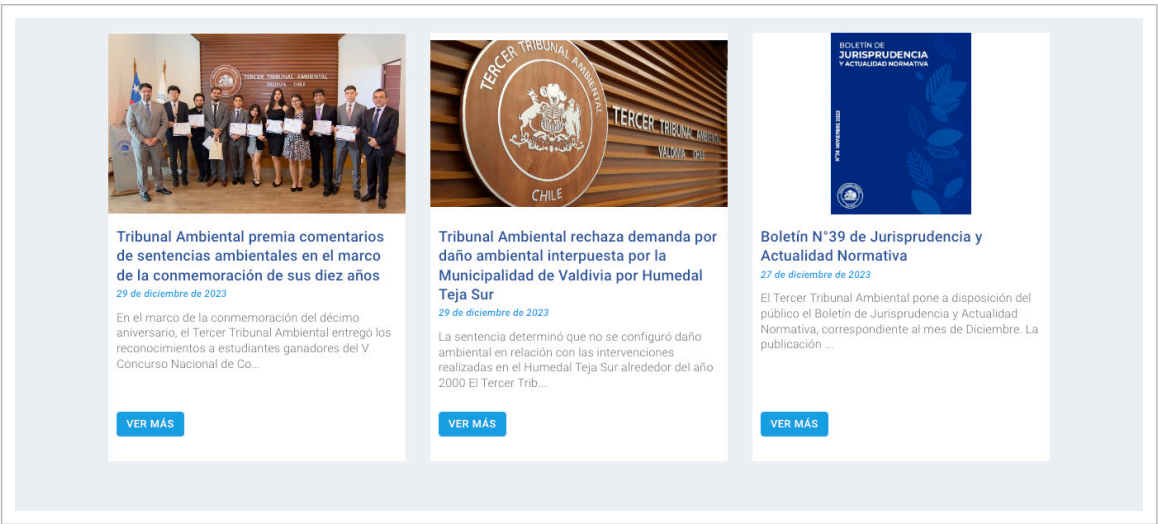 TERCER TRIBUNAL AMBIENTAL
VALDIVIA CHILE
Tribunal Ambiental premia comentarios
de sentencias ambientales en el marco
de la conmemoración de sus diez años
29 de diciembre de 2023
En el marco de la conmemoración del décimo
aniversario, el Tercer Tribunal Ambiental entregó los
reconocimientos a estudiantes ganadores del V
Concurso Nacional de Co...
VER MÁS
TERCER TRIBUNAL AMBIENTAL
CHILE
TERCER TRIBUNAL AMBIENTAL
VALDIVIA CHILE
Tribunal Ambiental rechaza demanda por
daño ambiental interpuesta por la
Municipalidad de Valdivia por Humedal
Teja Sur
29 de diciembre de 2023
La sentencia determinó que no se configuró daño
ambiental en relación con las intervenciones
realizadas en el Humedal Teja Sur alrededor del año
2000 El Tercer Trib...
VER MÁS
BOLETÍN DE
JURISPRUDENCIA
Y ACTUALIDAD NORMATIVA
Boletín N°39 de Jurisprudencia y
Actualidad Normativa
27 de diciembre de 2023
El Tercer Tribunal Ambiental pone a disposición del
público el Boletín de Jurisprudencia y Actualidad
Normativa, correspondiente al mes de Diciembre. La
publicación ...
VER MÁS